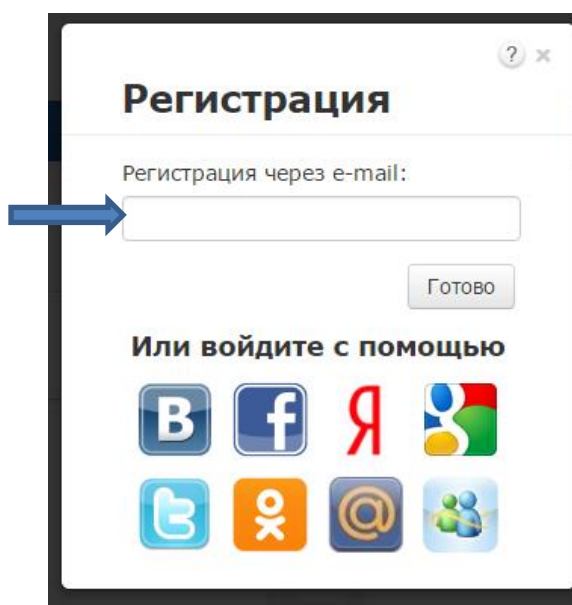 ?
Регистрация
Регистрация через e-mail:
Готово
Или войдите с помощью
В f Я g
t @